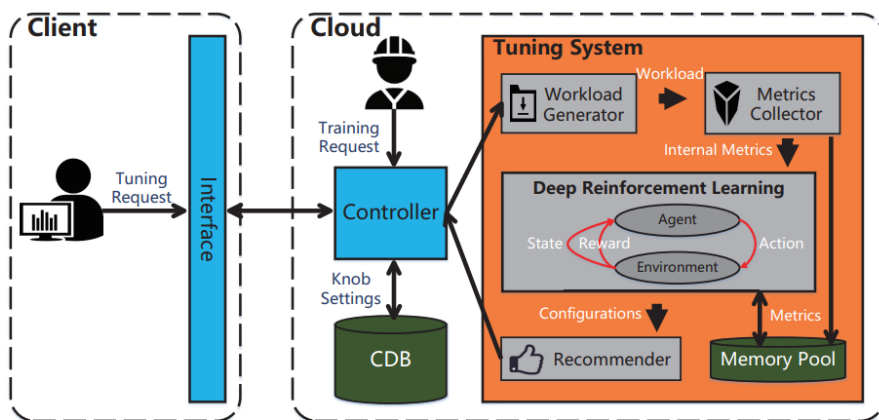 Client
Cloud
Tuning System
Workload
Workload
Generator
Metrics
Collector
Training
Request
Internal Metrics
Tuning
Request
Interface
Controller
Deep Reinforcement Learning
Agent
State
Reward
Action
Environment
Knob
Settings
Configurations
Metrics
CDB
Recommender
Memory Pool